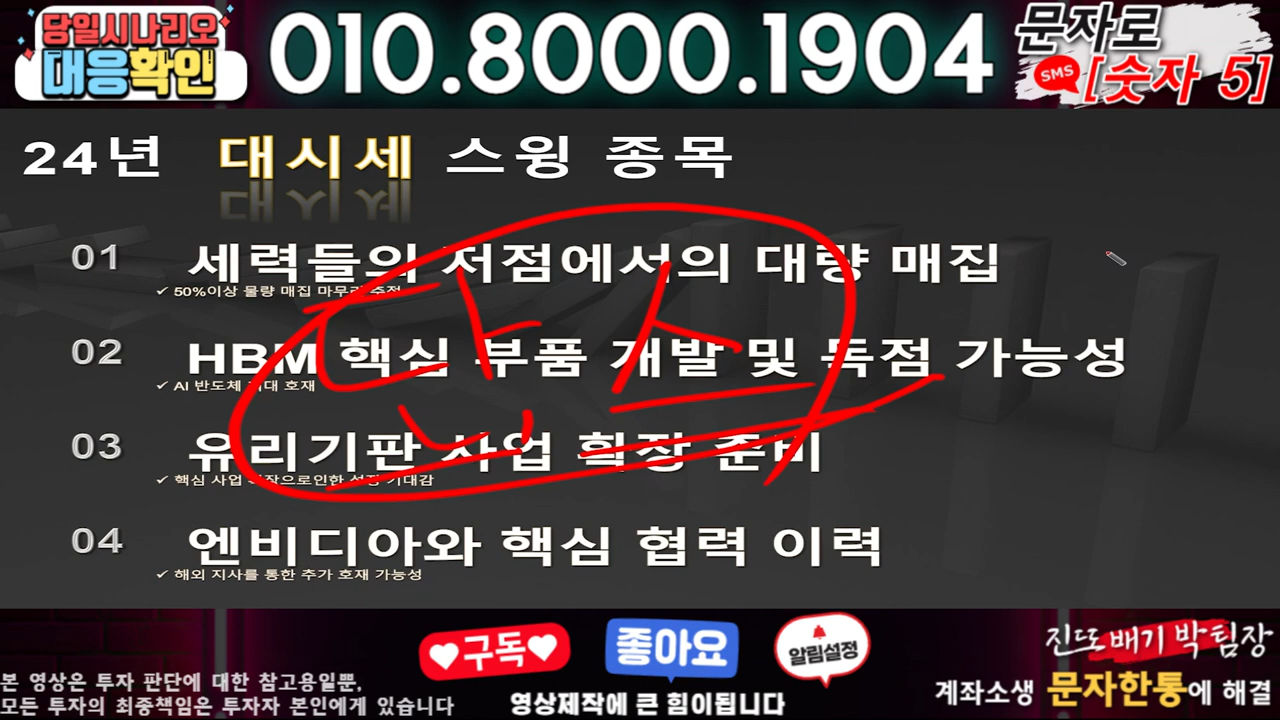 당일시나리오
대응확인
010.8000.1904
문자로
SMS [숫자 5]
24년 대시세 스윙 종목
01 세력들의 저점에서의 대량 매집
✓ 50%이상 물량 매집 마무리 추정
02 HBM 핵심 부품 개발 및 독점 가능성
✓ AI 반도체 최대 호재
03 유리기판 사업 확장 준비
✓ 핵심 사업 확장으로인한 성장 기대감
04 엔비디아와 핵심 협력 이력
✓ 해외 지사를 통한 추가 호재 가능성
단스
구독
좋아요
알림설정
영상제작에 큰 힘이됩니다
본 영상은 투자 판단에 대한 참고용일뿐,
모든 투자의 최종책임은 투자자 본인에게 있습니다
진또배기 박팀장
계좌소생 문자한통에 해결